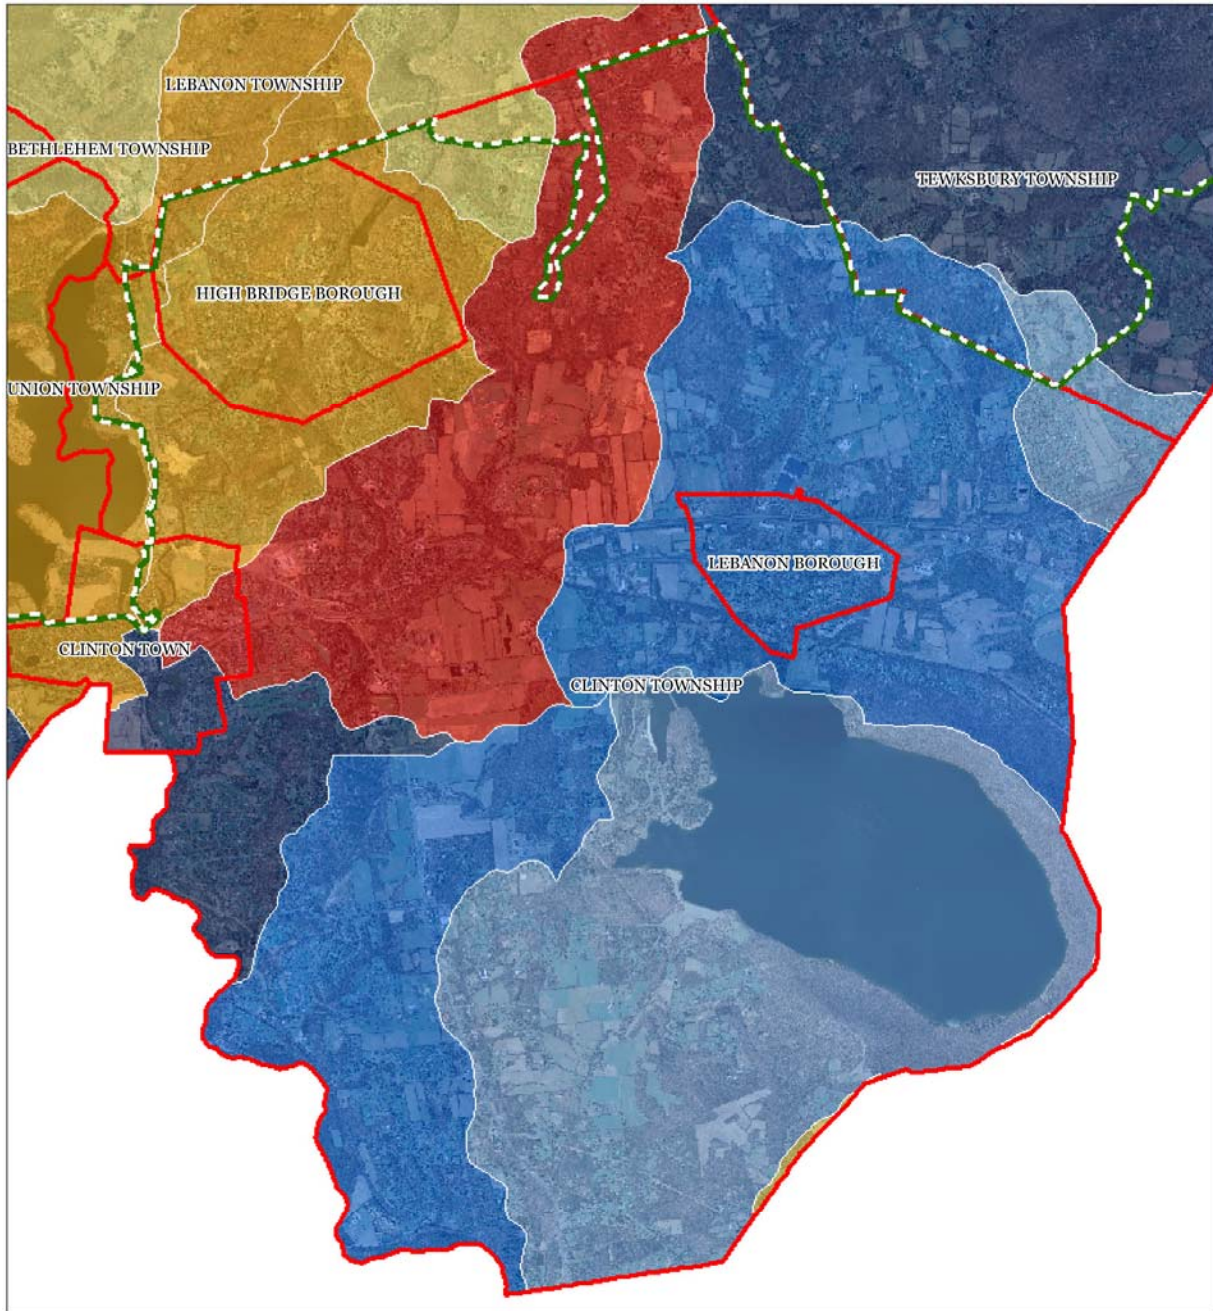 LEBANON TOWNSHIP
BETHLEHEM TOWNSHIP
TEWKSBURY TOWNSHIP
HIGH BRIDGE BOROUGH
UNION TOWNSHIP
LEBANON BOROUGH
CLINTON TOWN
CLINTON TOWNSHIP